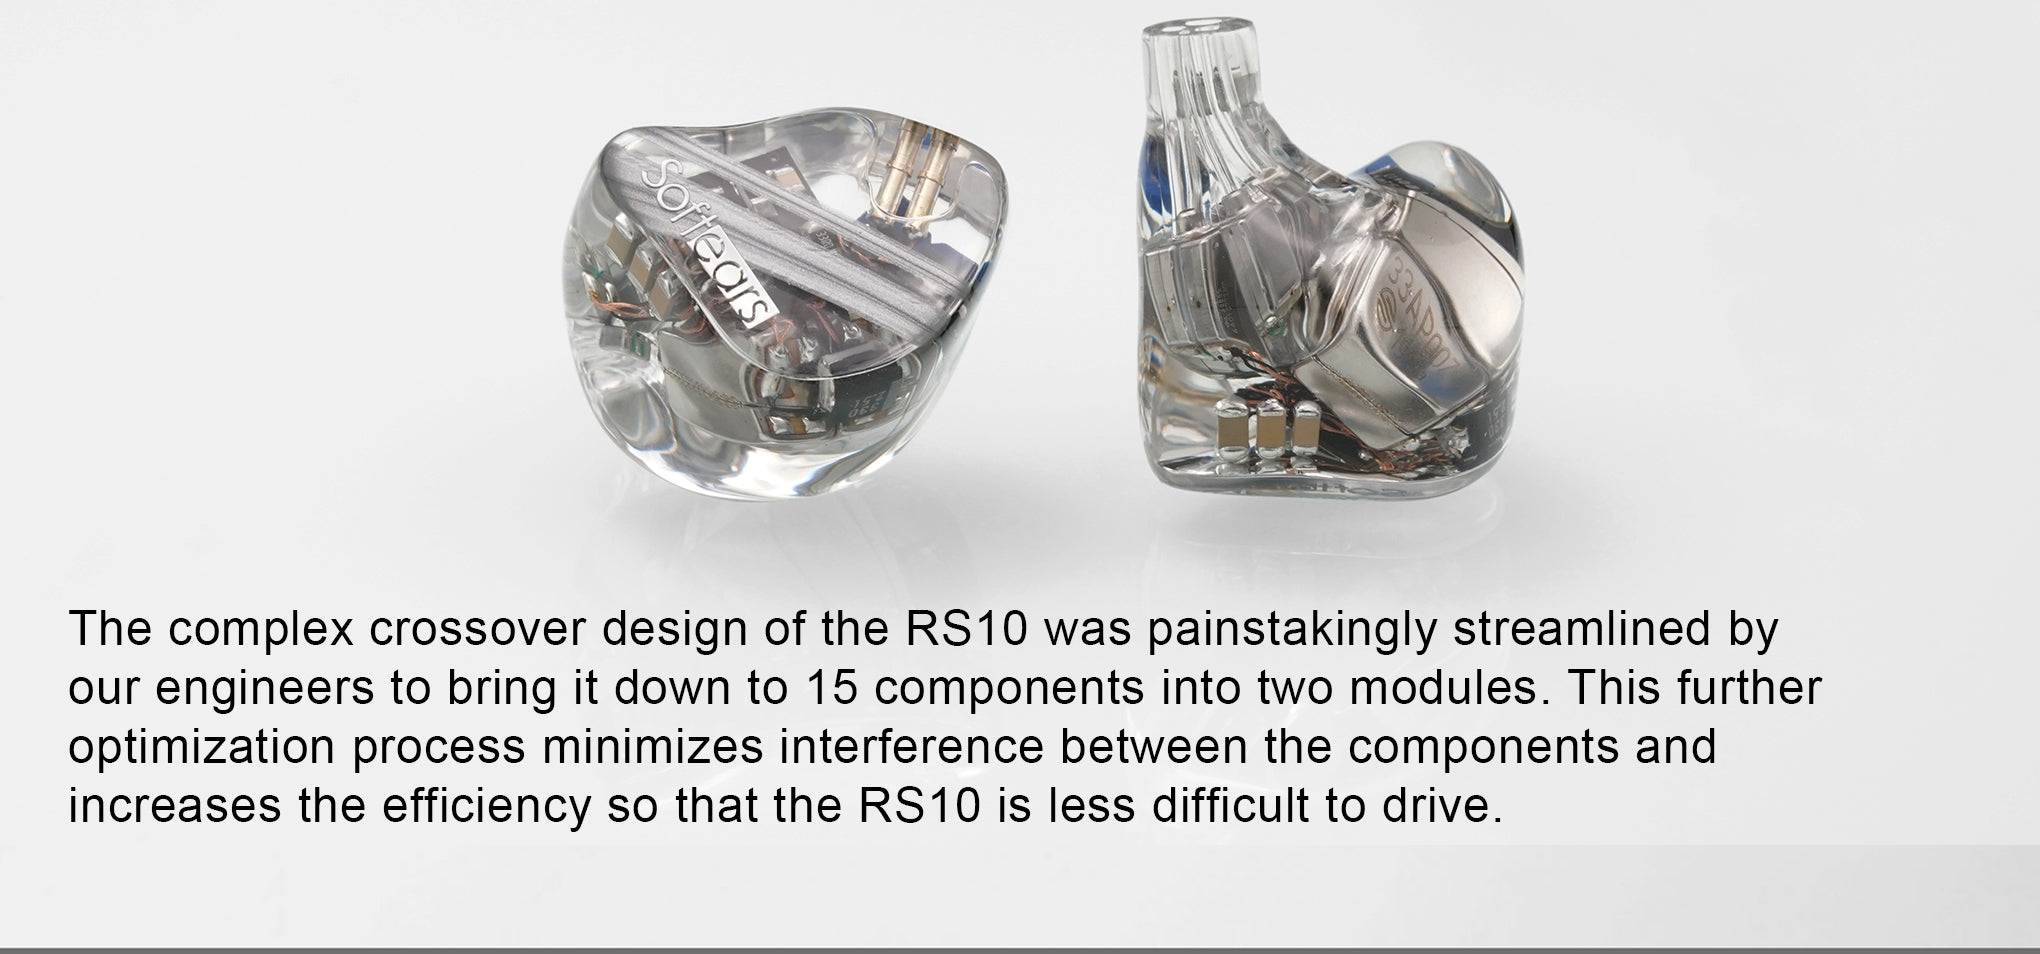 Softears
33AP007
The complex crossover design of the RS10 was painstakingly streamlined by
our engineers to bring it down to 15 components into two modules. This further
optimization process minimizes interference between the components and
increases the efficiency so that the RS10 is less difficult to drive.